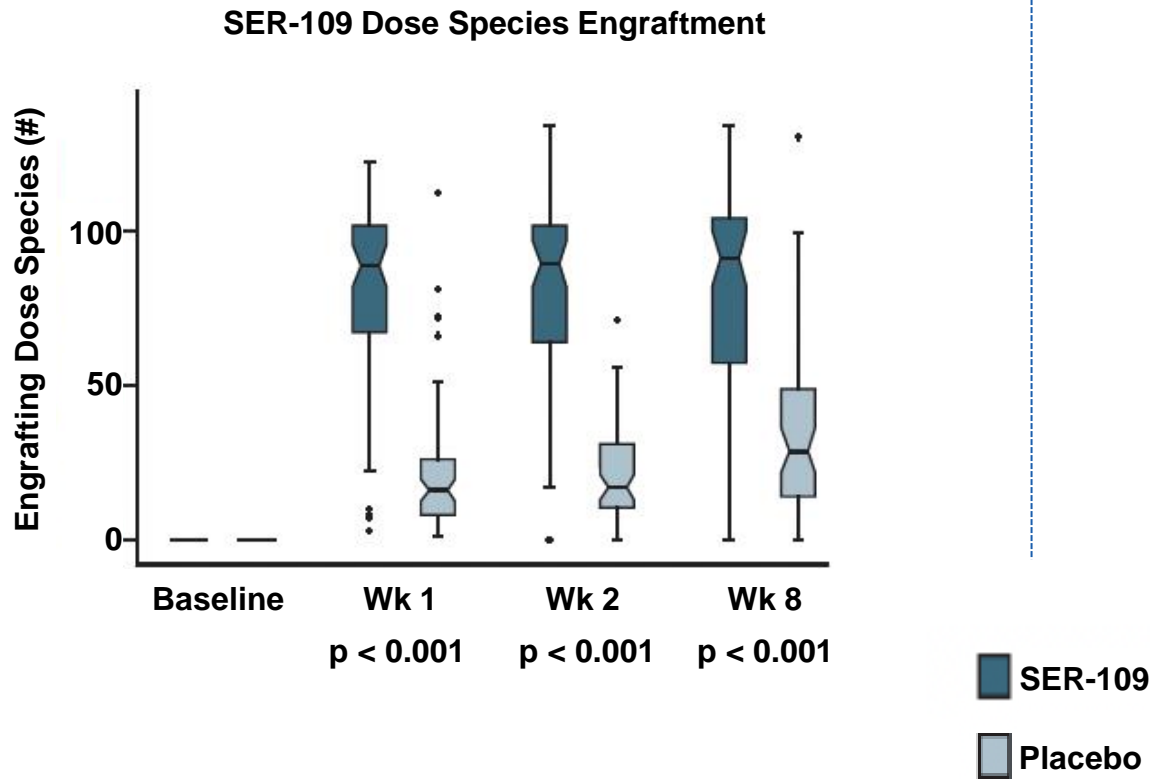 SER-109 Dose Species Engraftment
Engrafting Dose Species (#)
100
50
0
Baseline Wk 1 Wk 2 Wk 8
p < 0.001 p < 0.001 p < 0.001
SER-109
Placebo